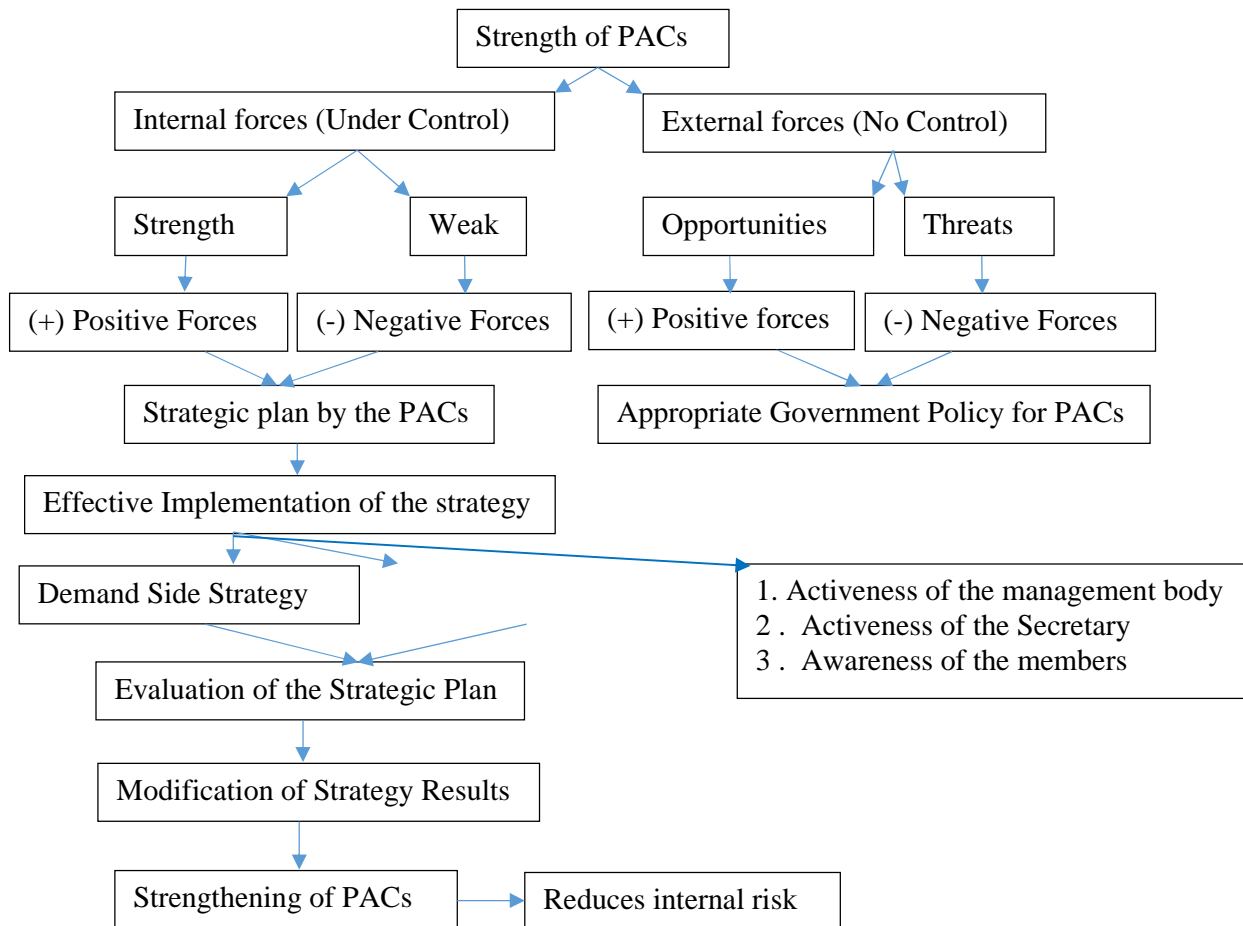 Strength of PACs
Internal forces (Under Control)
External forces (No Control)
Strength
Weak
Opportunities
Threats
(+) Positive Forces
(-) Negative Forces
(+) Positive forces
(-) Negative Forces
Strategic plan by the PACs
Appropriate Government Policy for PACs
Effective Implementation of the strategy
Demand Side Strategy
1. Activeness of the management body
2 . Activeness of the Secretary
3 . Awareness of the members
Evaluation of the Strategic Plan
Modification of Strategy Results
Strengthening of PACs
Reduces internal risk